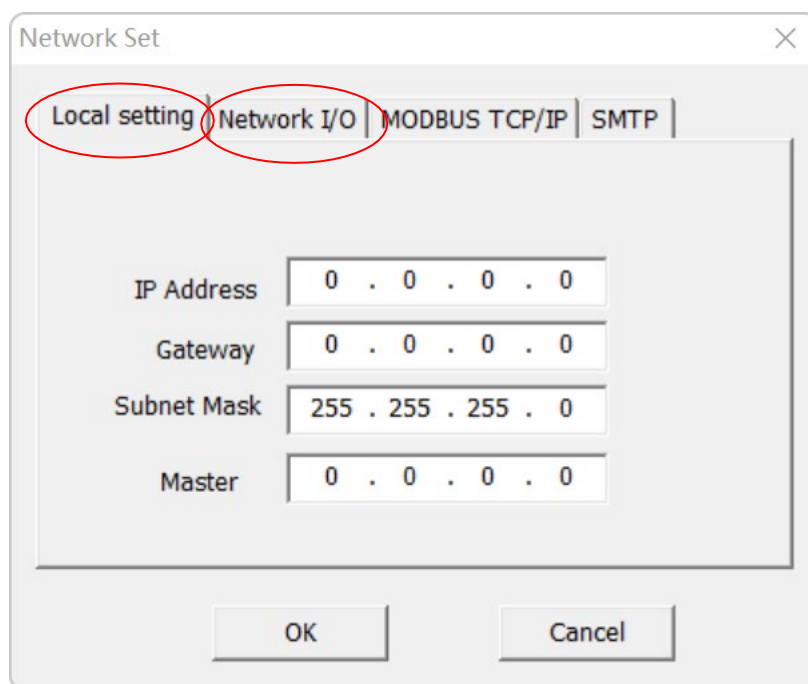 Network Set
Local setting Network I/O MODBUS TCP/IP SMTP
IP Address 0 . 0 . 0 . 0
Gateway 0 . 0 . 0 . 0
Subnet Mask 255 . 255 . 255 . 0
Master 0 . 0 . 0 . 0
OK Cancel